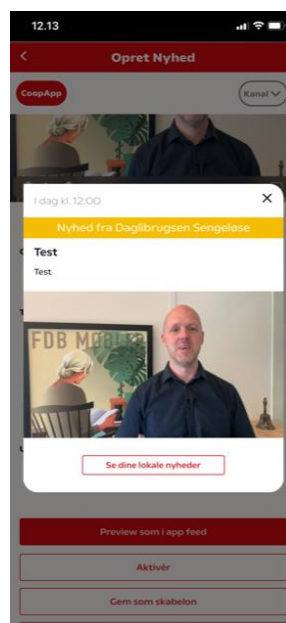 12.13
Opret Nyhed
CoopApp
Kanal
I dag kl. 12:00
Nyhed fra Daglibrugsen Sengeløse
Test
Test
FDB MØBLER
Se dine lokale nyheder
Preview som i app feed
Aktivér
Gem som skabelon